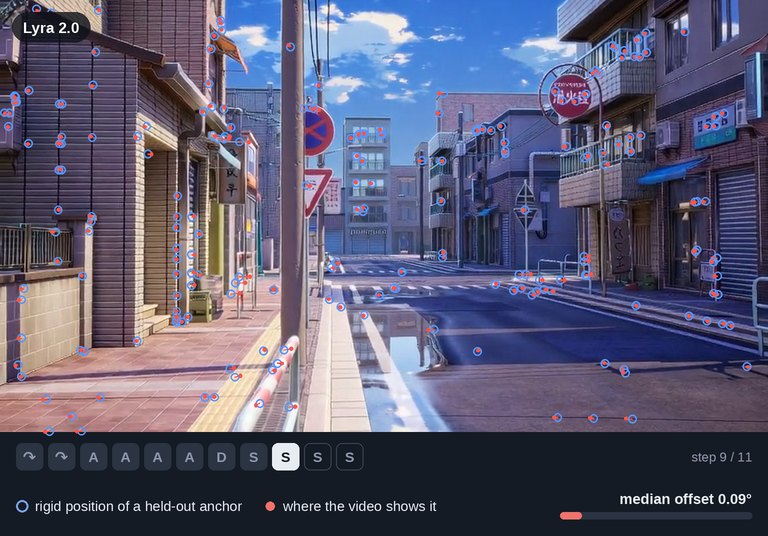 Lyra 2.0
↷ ↷ A A A A D S S S S
step 9 / 11
rigid position of a held-out anchor
where the video shows it
median offset 0.09°